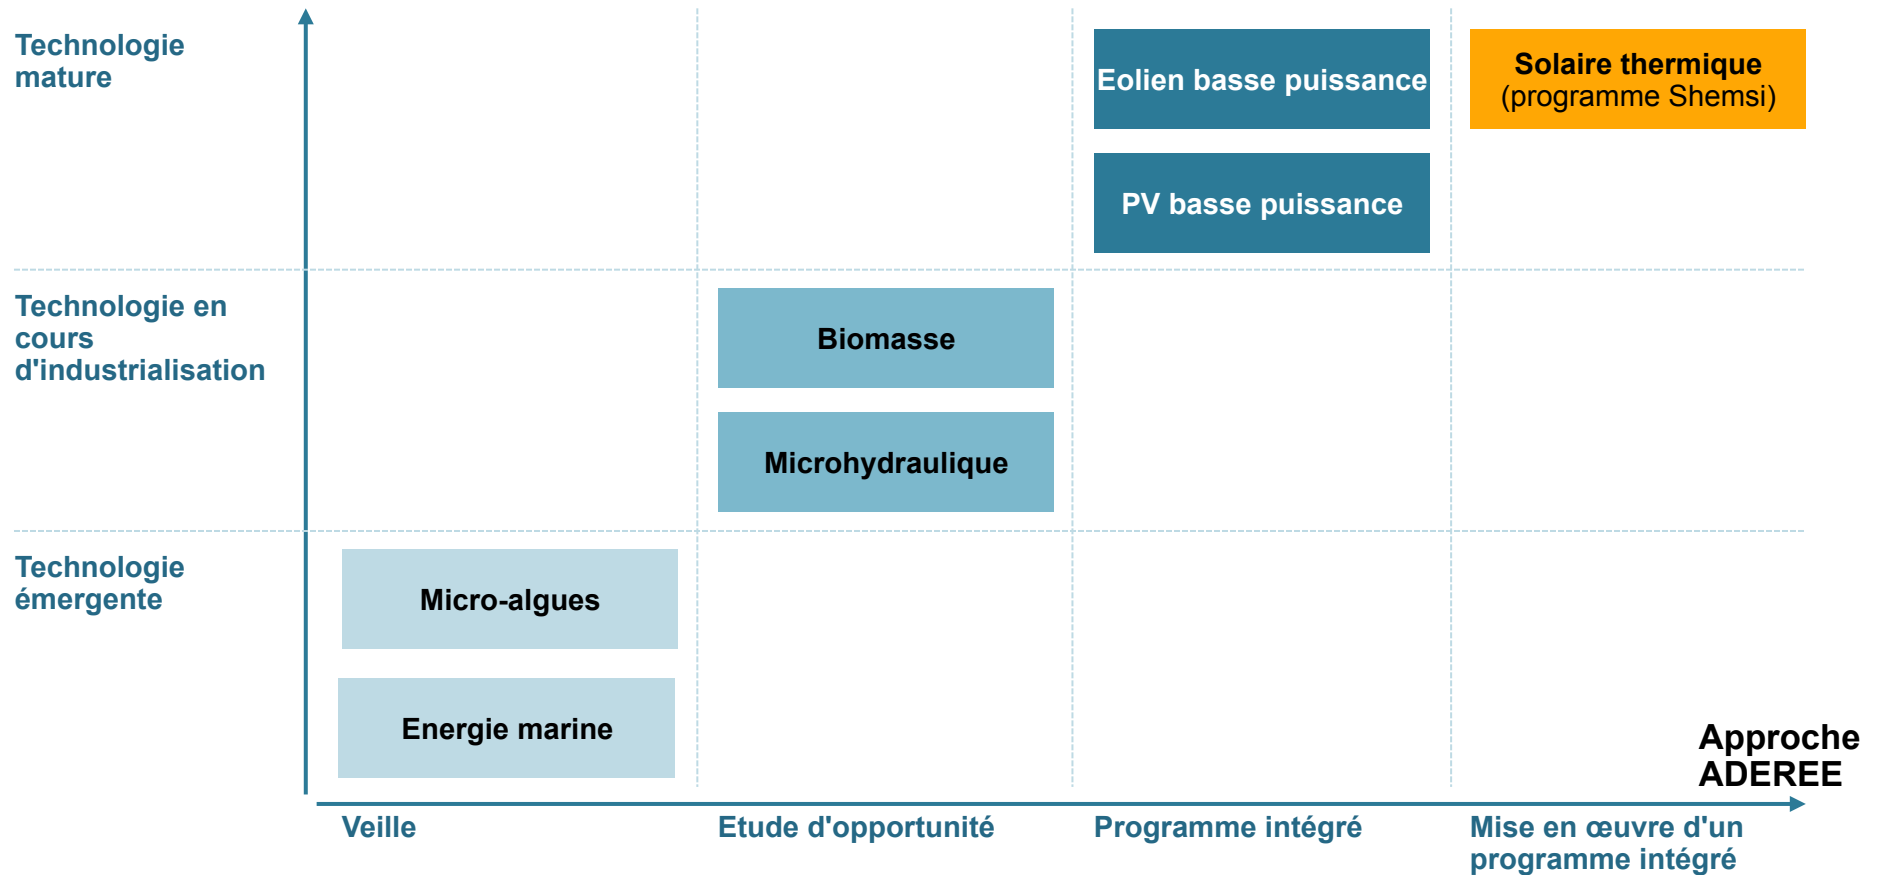 Technologie
mature
Eolien basse puissance
Solaire thermique
(programme Shemsi)
PV basse puissance
Technologie en
cours
d'industrialisation
Biomasse
Microhydraulique
Technologie
émergente
Micro-algues
Energie marine
Approche
ADEREE
Veille
Etude d'opportunité
Programme intégré
Mise en œuvre d'un
programme intégré